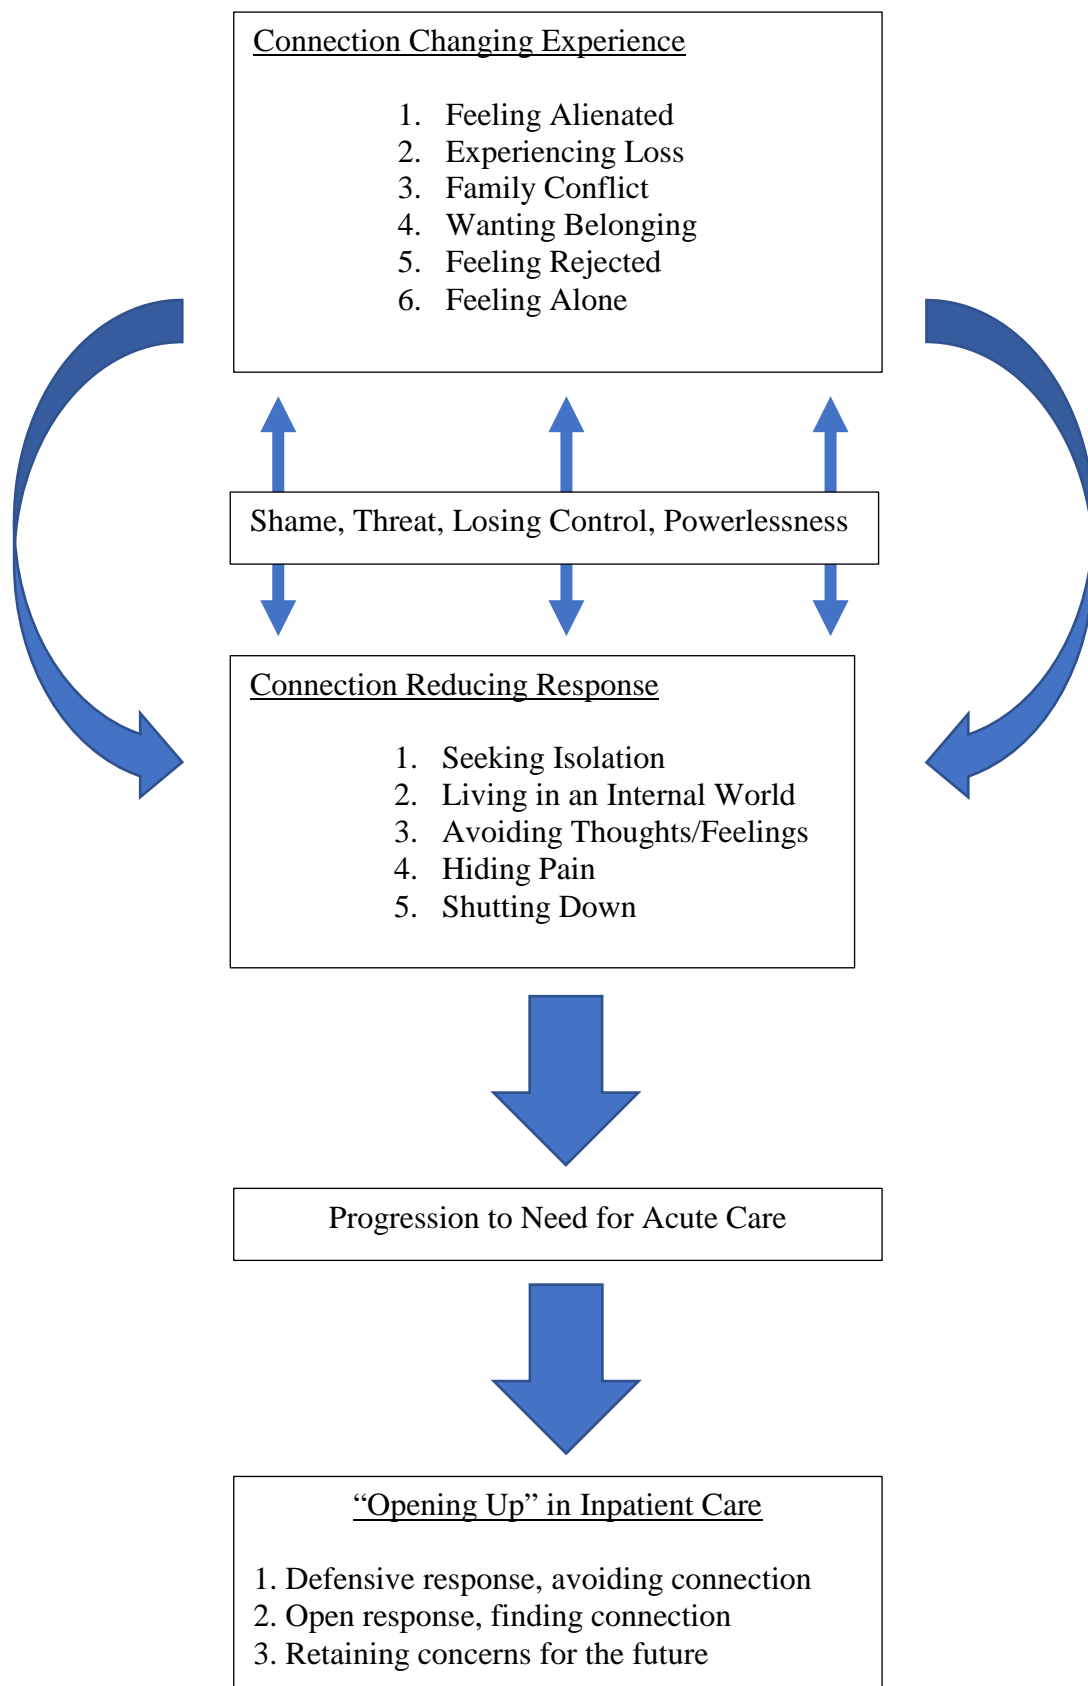 Connection Changing Experience
1. Feeling Alienated
2. Experiencing Loss
3. Family Conflict
4. Wanting Belonging
5. Feeling Rejected
6. Feeling Alone
Shame, Threat, Losing Control, Powerlessness
Connection Reducing Response
1. Seeking Isolation
2. Living in an Internal World
3. Avoiding Thoughts/Feelings
4. Hiding Pain
5. Shutting Down
Progression to Need for Acute Care
“Opening Up” in Inpatient Care
1. Defensive response, avoiding connection
2. Open response, finding connection
3. Retaining concerns for the future